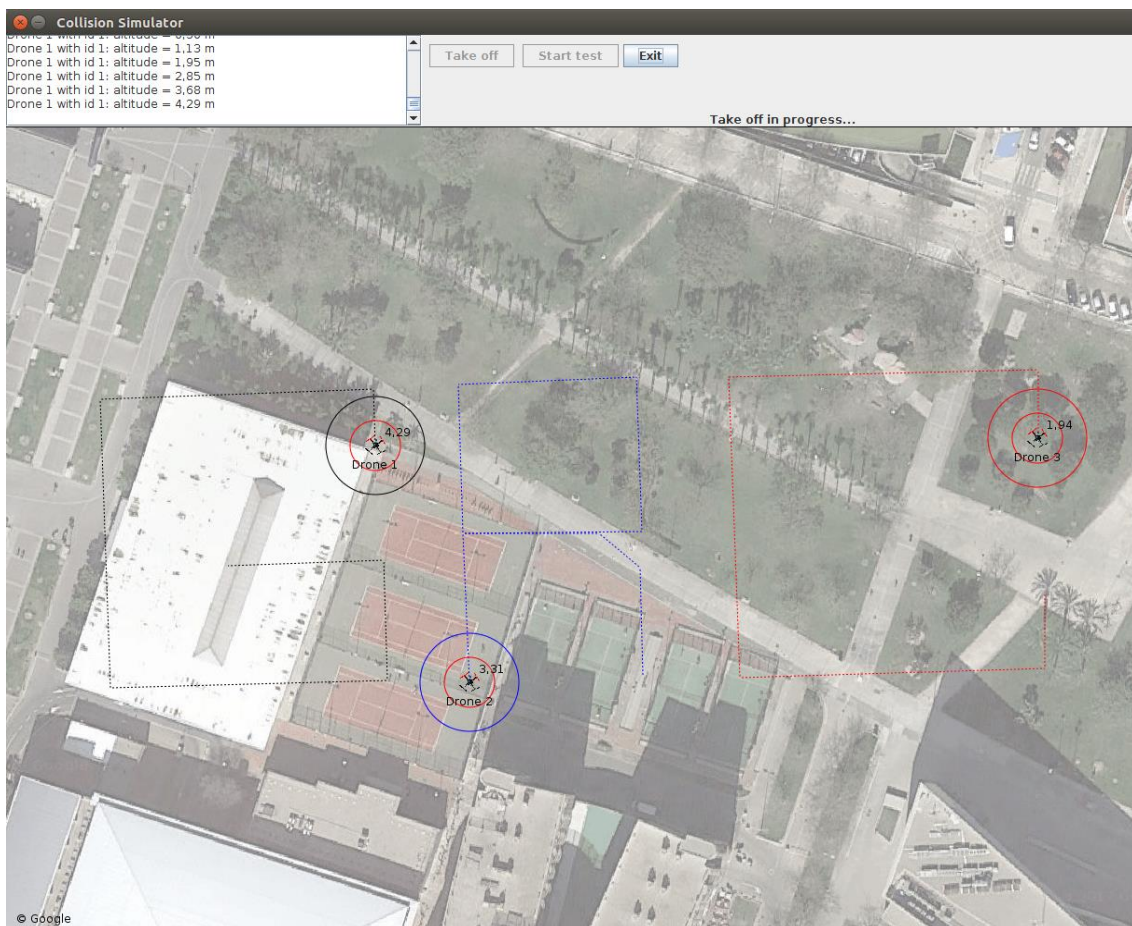 Collision Simulator
Drone 1 with id 1: altitude = 1,13 m
Drone 1 with id 1: altitude = 1,95 m
Drone 1 with id 1: altitude = 2,85 m
Drone 1 with id 1: altitude = 3,68 m
Drone 1 with id 1: altitude = 4,29 m
Take off
Start test
Exit
Take off in progress...
4,29
Drone 1
1,94
Drone 3
3,31
Drone 2
© Google